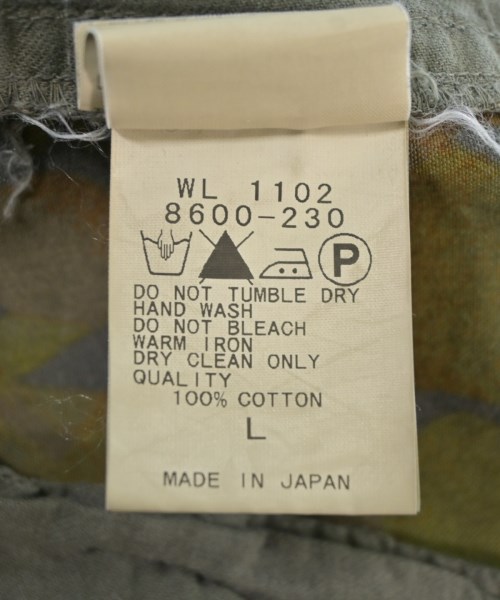 WL 1102
8600-230
P
DO NOT TUMBLE DRY
HAND WASH
DO NOT BLEACH
WARM IRON
DRY CLEAN ONLY
QUALITY
100% COTTON
L
MADE IN JAPAN